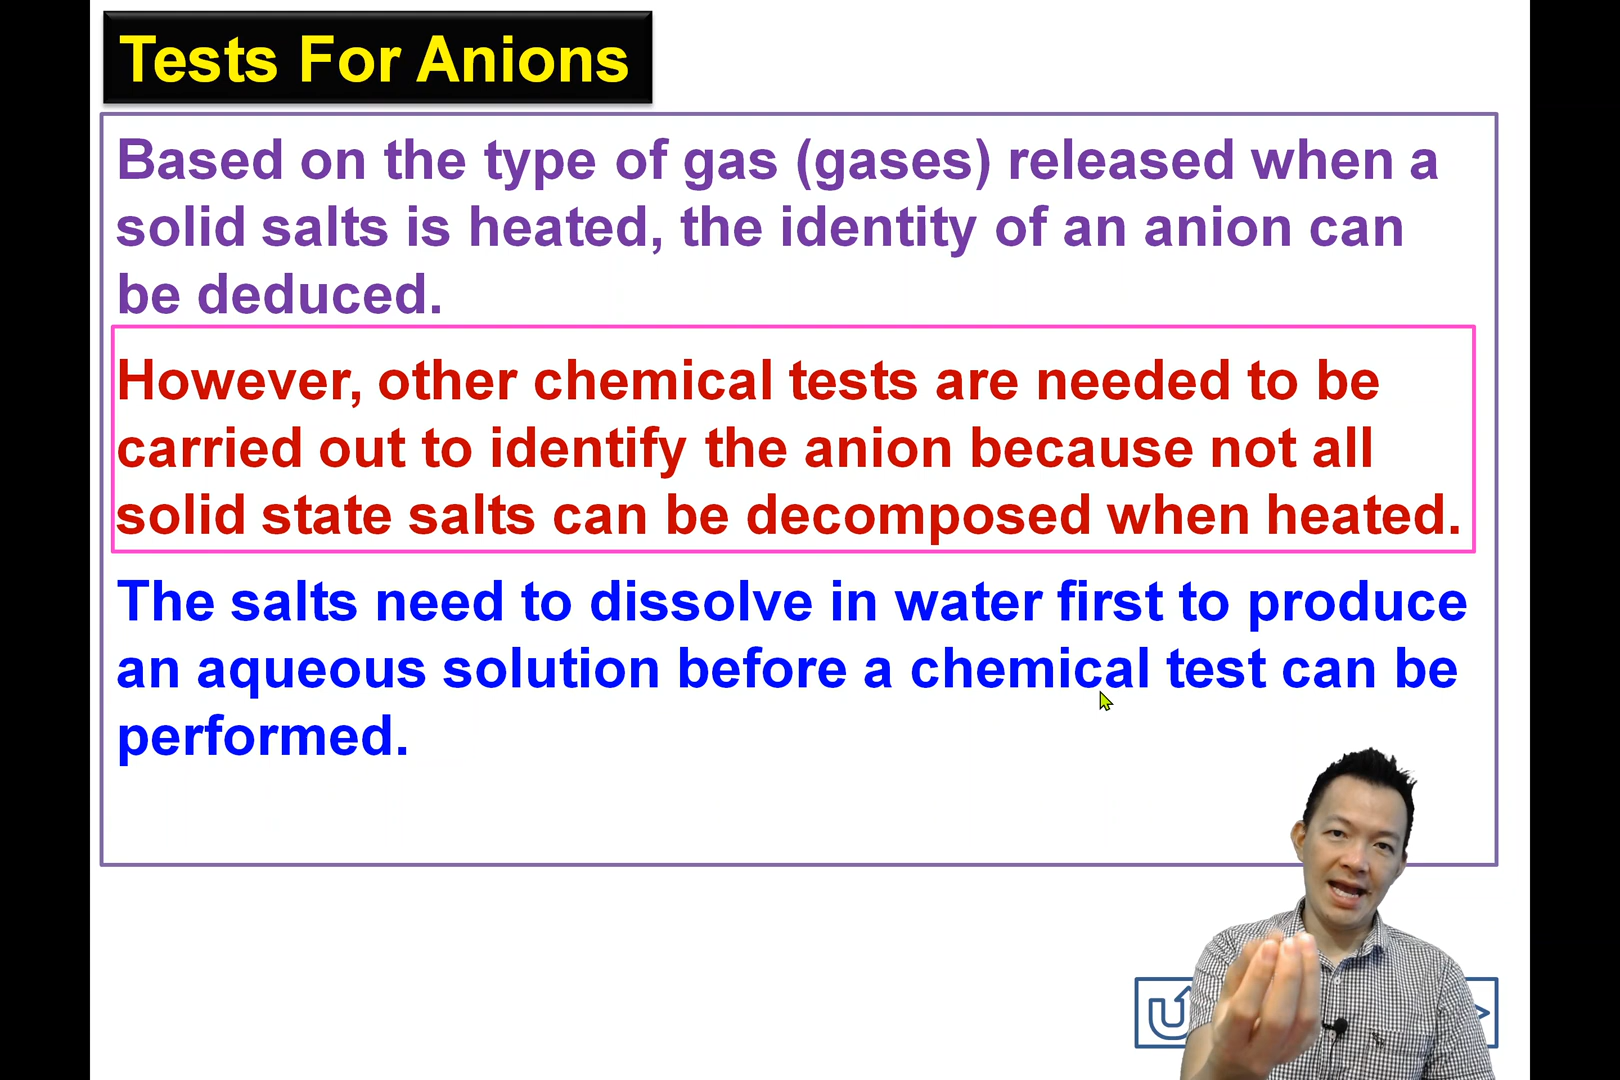 Tests For Anions
Based on the type of gas (gases) released when a
solid salts is heated, the identity of an anion can
be deduced.
However, other chemical tests are needed to be
carried out to identify the anion because not all
solid state salts can be decomposed when heated.
The salts need to dissolve in water first to produce
an aqueous solution before a chemical test can be
performed.